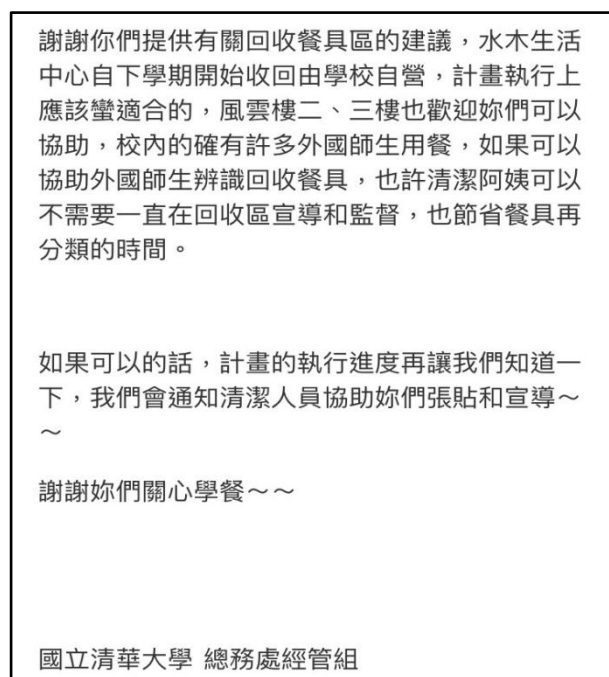 謝謝你們提供有關回收餐具區的建議，水木生活
中心自下學期開始收回由學校自營，計畫執行上
應該蠻適合的，風雲樓二、三樓也歡迎妳們可以
協助，校內的確有許多外國師生用餐，如果可以
協助外國師生辨識回收餐具，也許清潔阿姨可以
不需要一直在回收區宣導和監督，也節省餐具再
分類的時間。
如果可以的話，計畫的執行進度再讓我們知道一
下，我們會通知清潔人員協助妳們張貼和宣導～
～
謝謝妳們關心學餐～～
國立清華大學 總務處經管組